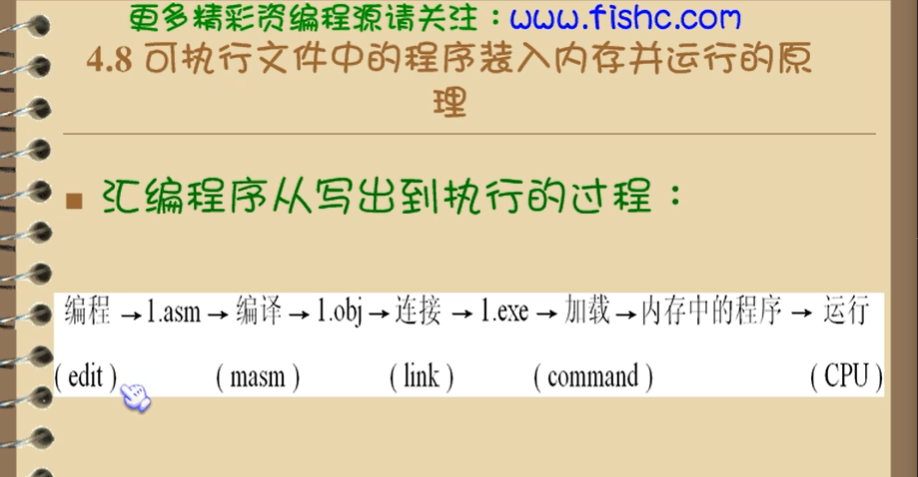 更多精彩资编程源请关注：www.fishc.com
4.8 可执行文件中的程序装入内存并运行的原
理
■ 汇编程序从写出到执行的过程：
编程 →1.asm → 编译 → 1.obj → 连接 → 1.exe → 加载 → 内存中的程序 → 运行
( edit ) ( masm ) ( link ) ( command ) ( CPU )